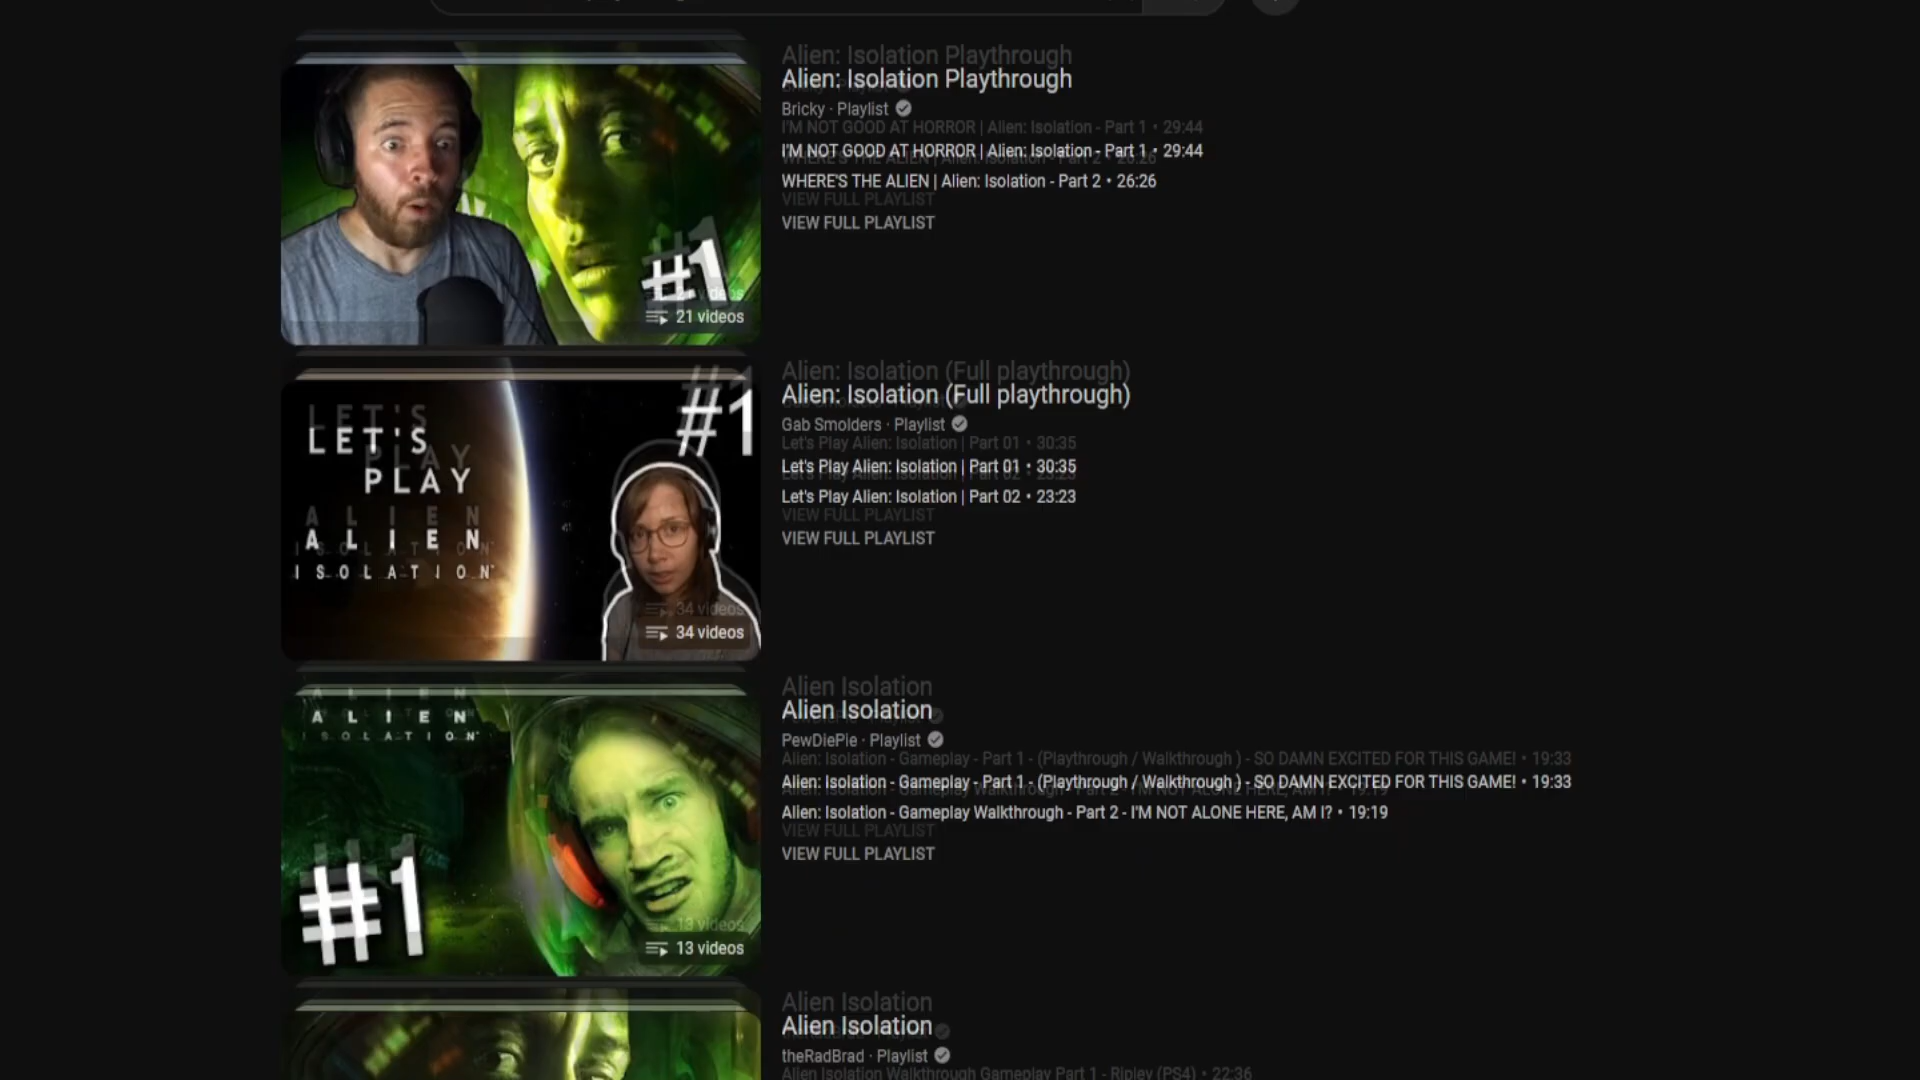 Alien: Isolation Playthrough
Bricky · Playlist
I'M NOT GOOD AT HORROR | Alien: Isolation - Part 1 • 29:44
WHERE'S THE ALIEN | Alien: Isolation - Part 2 • 26:26
VIEW FULL PLAYLIST
#1
21 videos
Alien: Isolation (Full playthrough)
Gab Smolders · Playlist
Let's Play Alien: Isolation | Part 01 • 30:35
Let's Play Alien: Isolation | Part 02 • 23:23
VIEW FULL PLAYLIST
#1
LET'S
PLAY
ALIEN
ISOLATION
34 videos
Alien Isolation
PewDiePie · Playlist
Alien: Isolation - Gameplay - Part 1 - (Playthrough / Walkthrough ) - SO DAMN EXCITED FOR THIS GAME! • 19:33
Alien: Isolation - Gameplay Walkthrough - Part 2 - I'M NOT ALONE HERE, AM I? • 19:19
VIEW FULL PLAYLIST
ALIEN
ISOLATION
#1
13 videos
Alien Isolation
theRadBrad · Playlist
Alien Isolation Walkthrough Gameplay Part 1 - Ripley (PS4) • 22:36